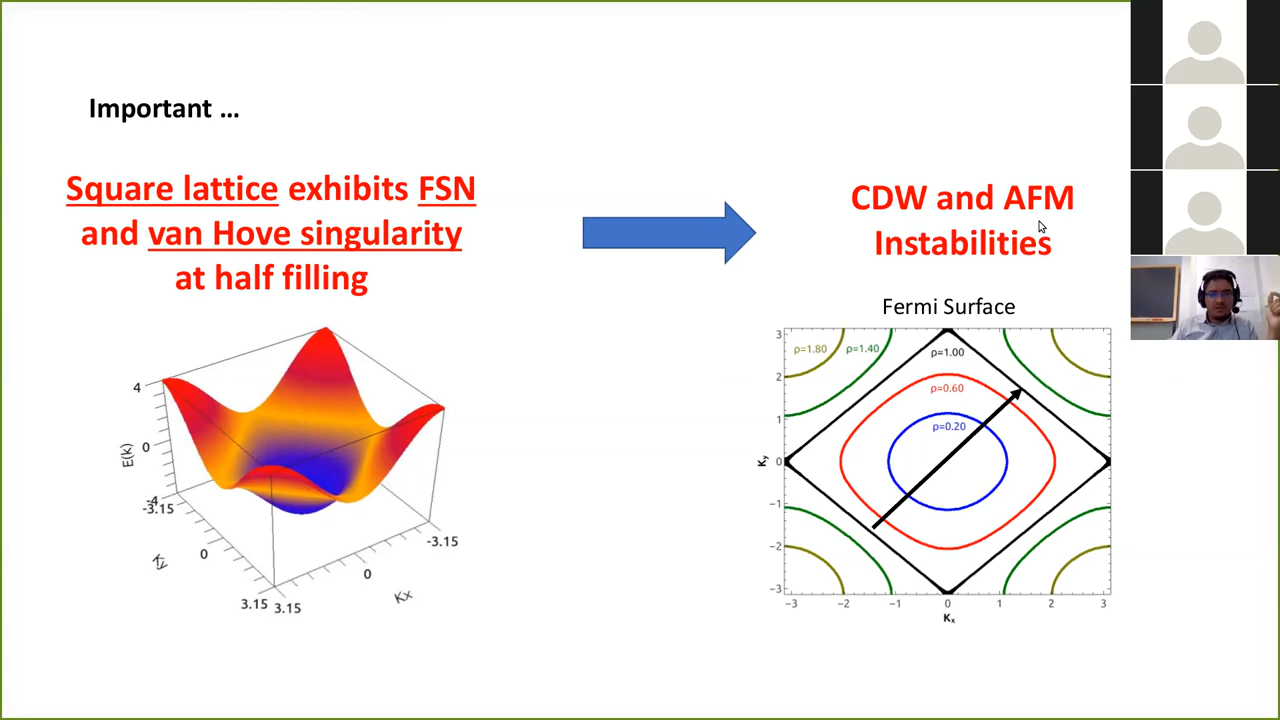 Important ...
Square lattice exhibits FSN
and van Hove singularity
at half filling
CDW and AFM
Instabilities
Fermi Surface
4
0
-4
E(k)
-3.15
0
3.15
3.15
0
-3.15
Kx
ρ=1.80
ρ=1.40
ρ=1.00
ρ=0.60
ρ=0.20
3
2
1
0
−1
−2
−3
Ky
−3
−2
−1
0
1
2
3
Kx